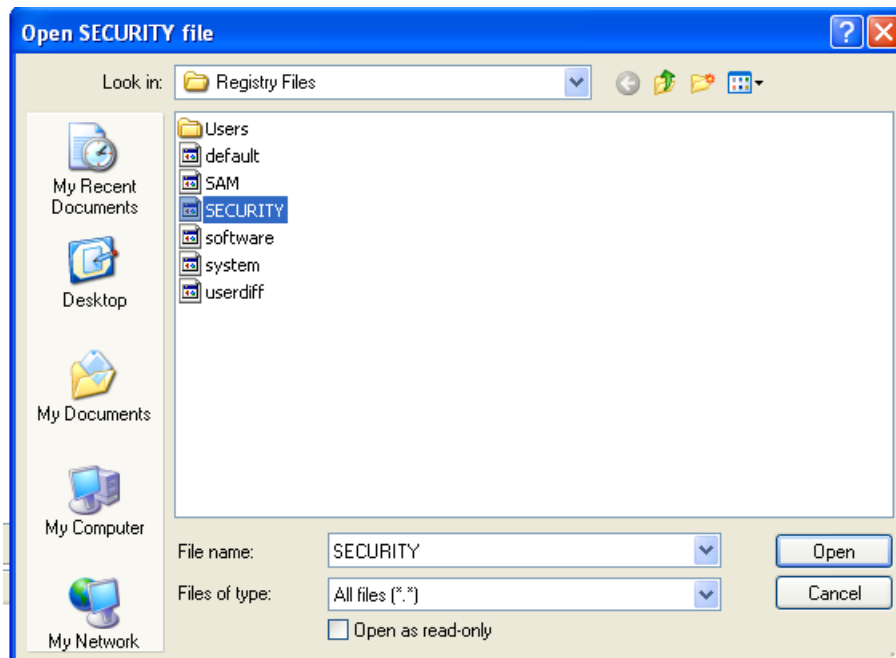 Open SECURITY file
Look in:
Registry Files
My Recent
Documents
Desktop
My Documents
My Computer
My Network
Users
default
SAM
SECURITY
software
system
userdiff
File name:
SECURITY
Open
Files of type:
All files (*.*)
Cancel
Open as read-only